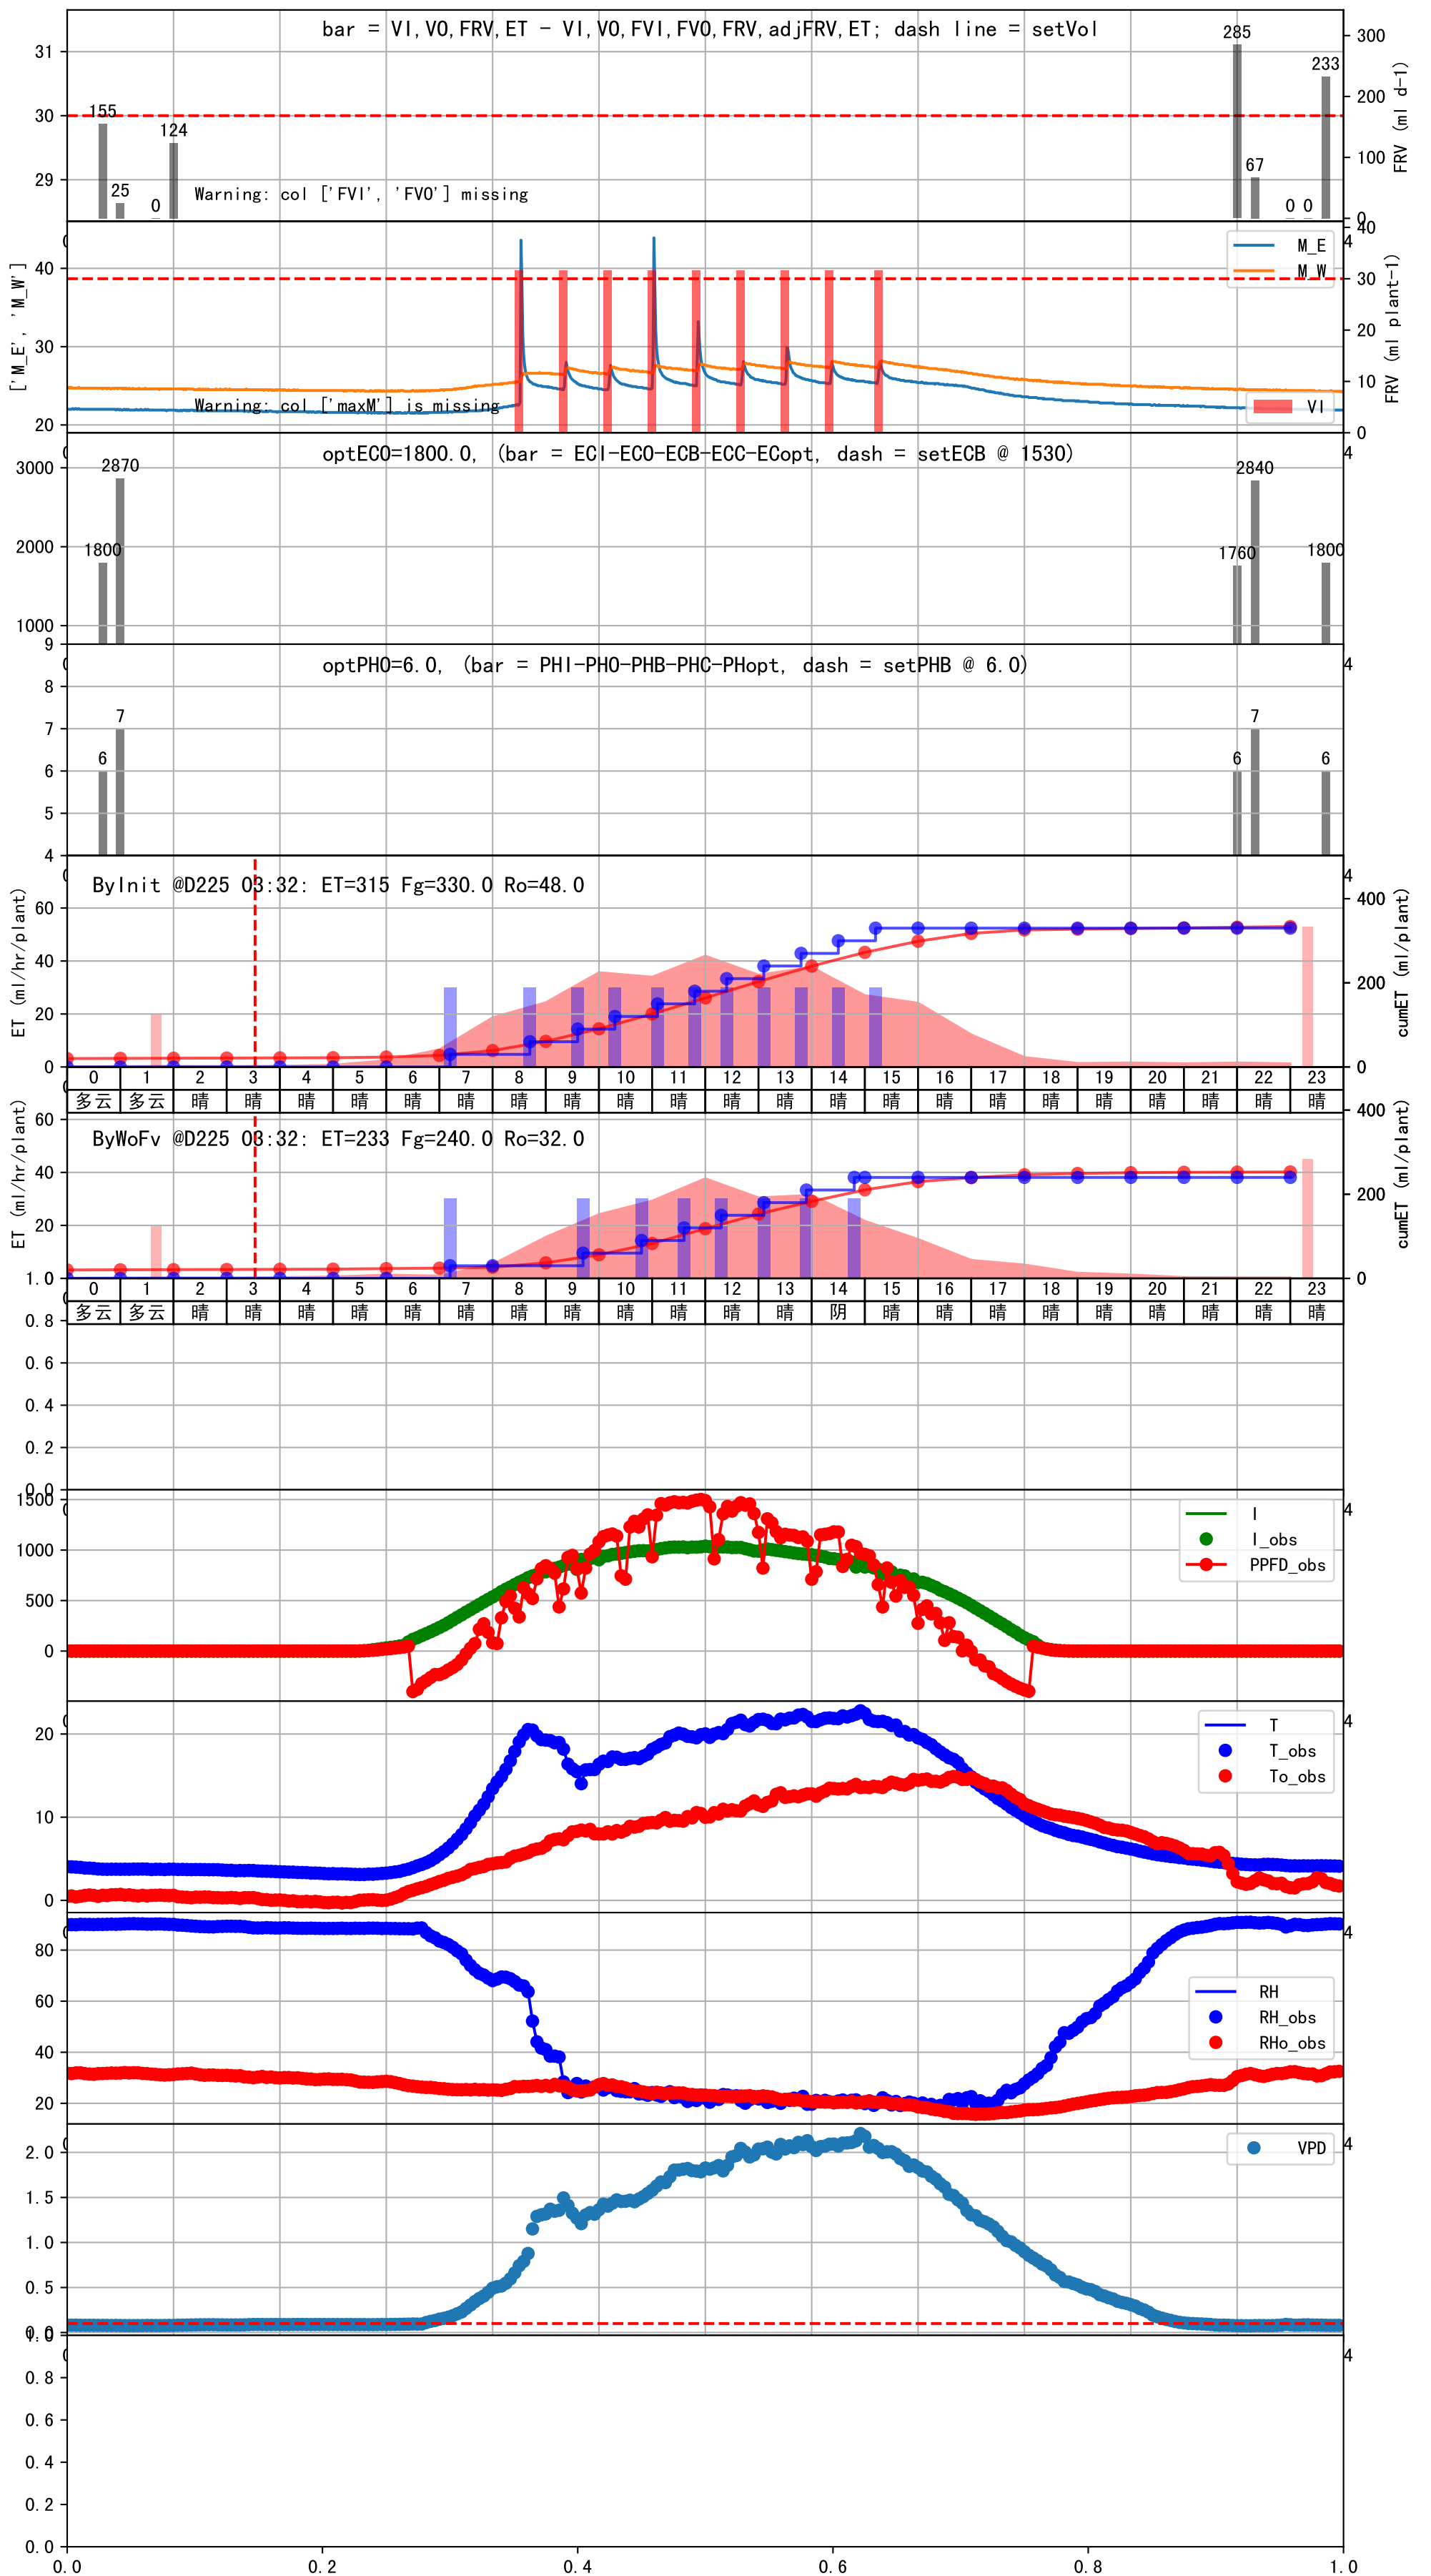 bar = VI,VO,FRV,ET - VI,VO,FVI,FVO,FRV,adjFRV,ET; dash line = setVol
31
30
29
300
200
100
0
FRV (ml d-1)
155
25
0
124
285
67
0
0
233
Warning: col ['FVI', 'FVO'] missing
['M_E', 'M_W']
40
30
20
40
30
20
10
0
FRV (ml plant-1)
M_E
M_W
VI
Warning: col ['maxM'] is missing
4
optECO=1800.0, (bar = ECI-ECO-ECB-ECC-ECopt, dash = setECB @ 1530)
3000
2000
1000
1800
2870
1760
2840
1800
4
optPHO=6.0, (bar = PHI-PHO-PHB-PHC-PHopt, dash = setPHB @ 6.0)
9
8
7
6
5
4
6
7
6
7
6
4
ByInit @D225 03:32: ET=315 Fg=330.0 Ro=48.0
ET (ml/hr/plant)
60
40
20
0
400
200
0
cumET (ml/plant)
4
0 1 2 3 4 5 6 7 8 9 10 11 12 13 14 15 16 17 18 19 20 21 22 23
多云 多云 晴 晴 晴 晴 晴 晴 晴 晴 晴 晴 晴 晴 晴 晴 晴 晴 晴 晴 晴 晴 晴 晴
ByWoFv @D225 03:32: ET=233 Fg=240.0 Ro=32.0
ET (ml/hr/plant)
60
40
20
400
200
0
cumET (ml/plant)
0 1 2 3 4 5 6 7 8 9 10 11 12 13 14 15 16 17 18 19 20 21 22 23
多云 多云 晴 晴 晴 晴 晴 晴 晴 晴 晴 晴 晴 晴 阴 晴 晴 晴 晴 晴 晴 晴 晴 晴
1.0
0.8
0.6
0.4
0.2
0.0
1500
1000
500
0
I
I_obs
PPFD_obs
4
20
10
0
T
T_obs
To_obs
4
80
60
40
20
RH
RH_obs
RHo_obs
4
2.0
1.5
1.0
0.5
0.0
VPD
4
1.0
0.8
0.6
0.4
0.2
0.0
4
0.0 0.2 0.4 0.6 0.8 1.0